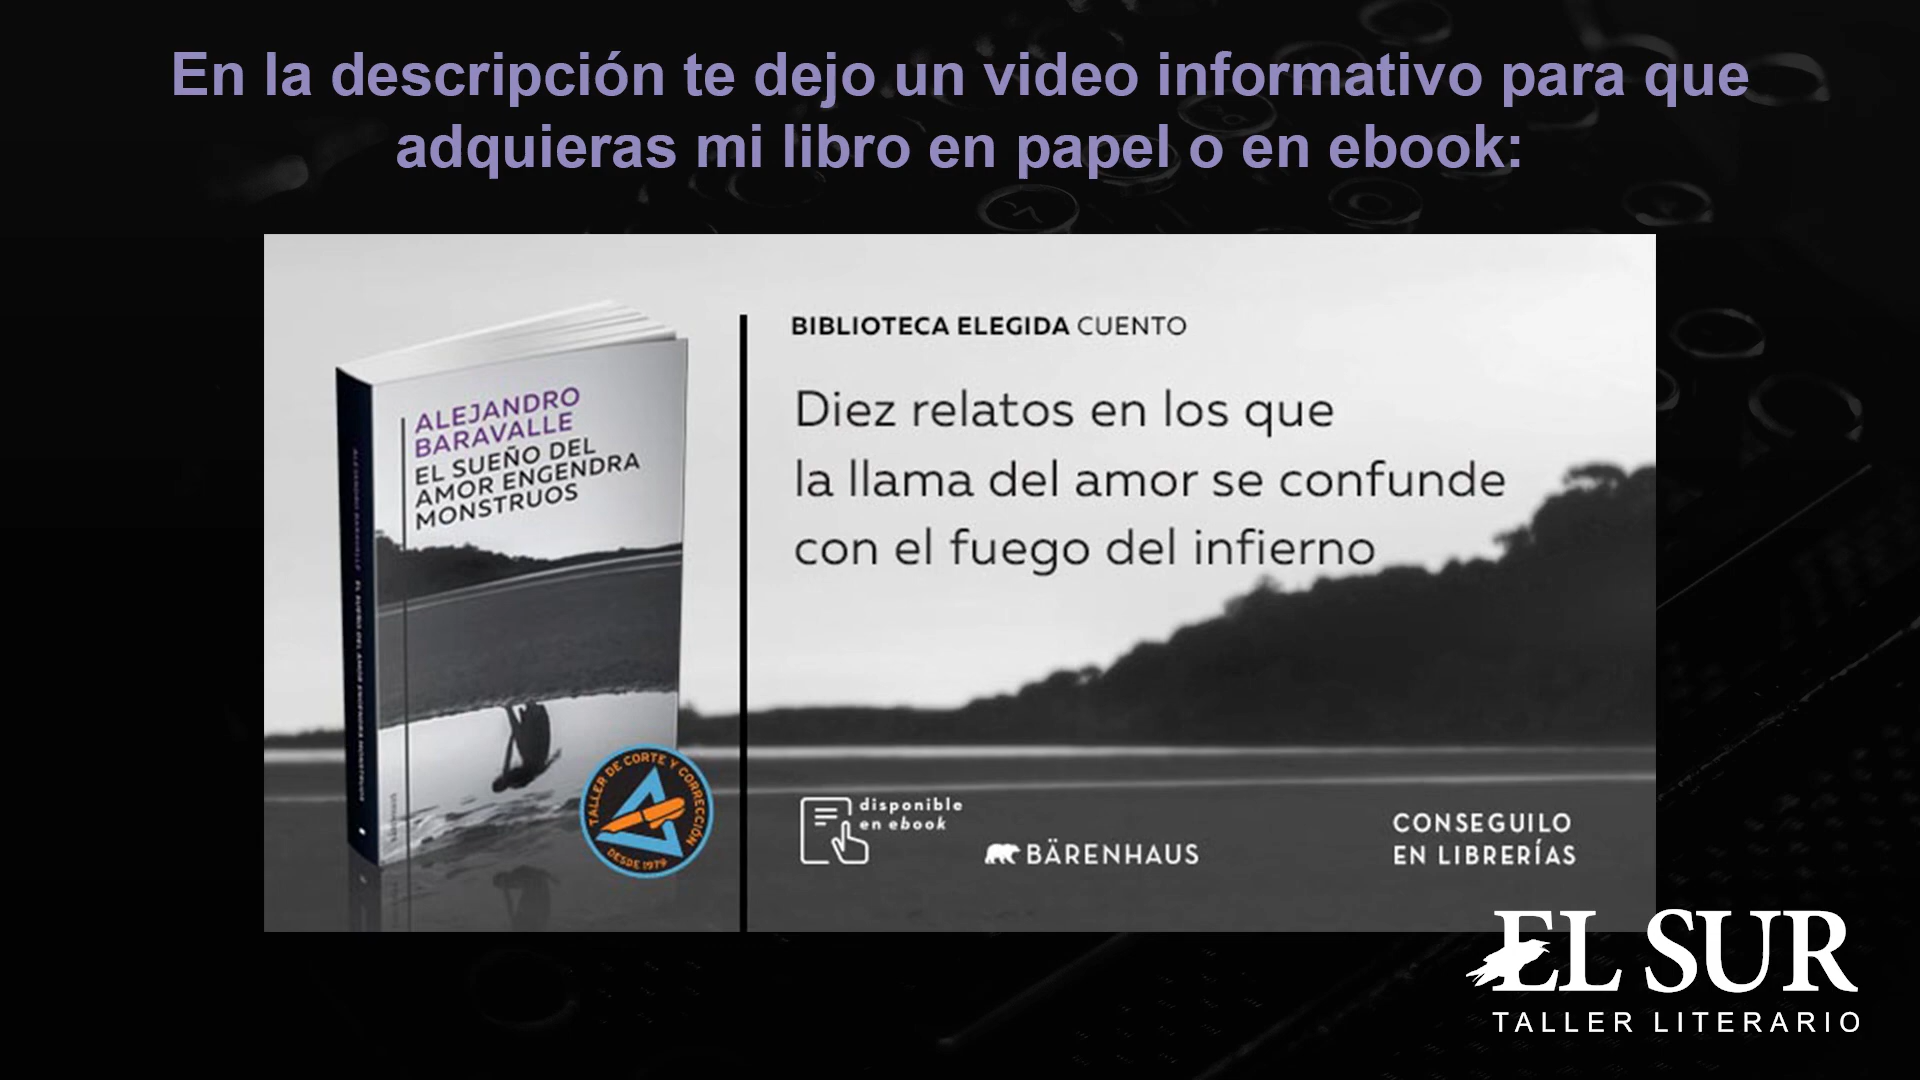 En la descripción te dejo un video informativo para que
adquieras mi libro en papel o en ebook:
ALEJANDRO
BARAVALLE
EL SUEÑO DEL
AMOR ENGENDRA
MONSTRUOS
TALLER DE CORTE Y CORRECCIÓN
DESDE 1979
BIBLIOTECA ELEGIDA CUENTO
Diez relatos en los que
la llama del amor se confunde
con el fuego del infierno
disponible
en ebook
BÄRENHAUS
CONSEGUILO
EN LIBRERÍAS
EL SUR
TALLER LITERARIO